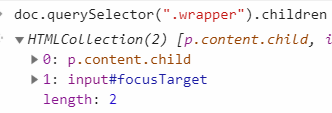 doc.querySelector(".wrapper").children
▼HTMLCollection(2) [p.content.child, i
▶ 0: p.content.child
▶ 1: input#focusTarget
length: 2